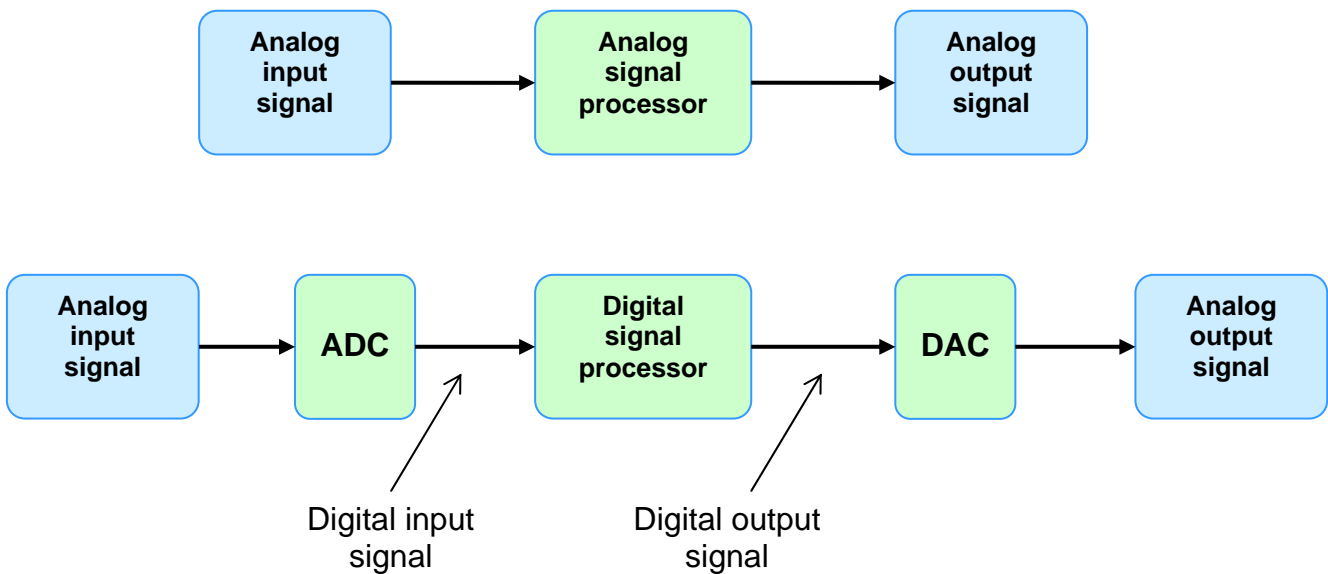 Analog
input
signal
Analog
signal
processor
Analog
output
signal
Analog
input
signal
ADC
Digital
signal
processor
DAC
Analog
output
signal
Digital input
signal
Digital output
signal